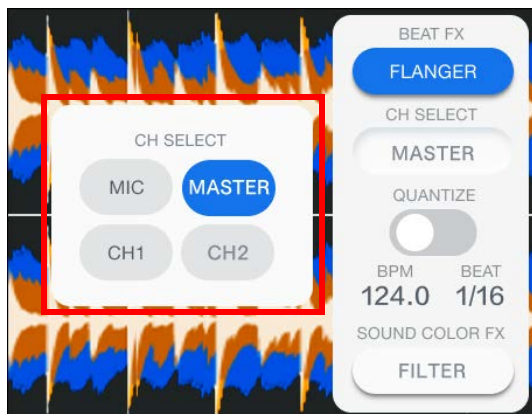 CH SELECT
MIC
MASTER
CH1
CH2
BEAT FX
FLANGER
CH SELECT
MASTER
QUANTIZE
BPM BEAT
124.0 1/16
SOUND COLOR FX
FILTER